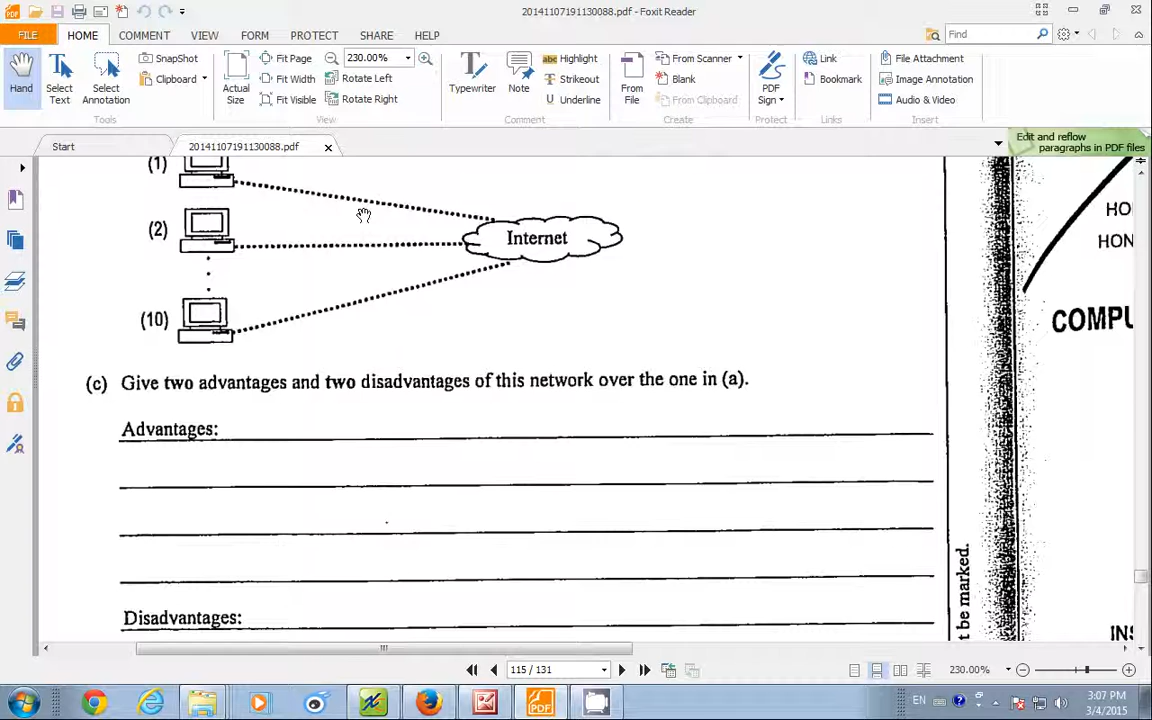 20141107191130088.pdf - Foxit Reader
FILE HOME COMMENT VIEW FORM PROTECT SHARE HELP
Find
Hand
Select Text
SnapShot
Clipboard
Select Annotation
Tools
Actual Size
Fit Page
Fit Width
Fit Visible
230.00%
Rotate Left
Rotate Right
View
Typewriter
Note
Highlight
Strikeout
Underline
Comment
From File
From Scanner
Blank
From Clipboard
Create
PDF Sign
Protect
Link
Bookmark
Links
File Attachment
Image Annotation
Audio & Video
Insert
Start
20141107191130088.pdf
Edit and reflow
paragraphs in PDF files
(1)
(2)
(10)
Internet
(c) Give two advantages and two disadvantages of this network over the one in (a).
Advantages:
Disadvantages:
t be marked.
HO
HON
COMPU
INS
115 / 131
230.00%
PDF
EN
3:07 PM
3/4/2015